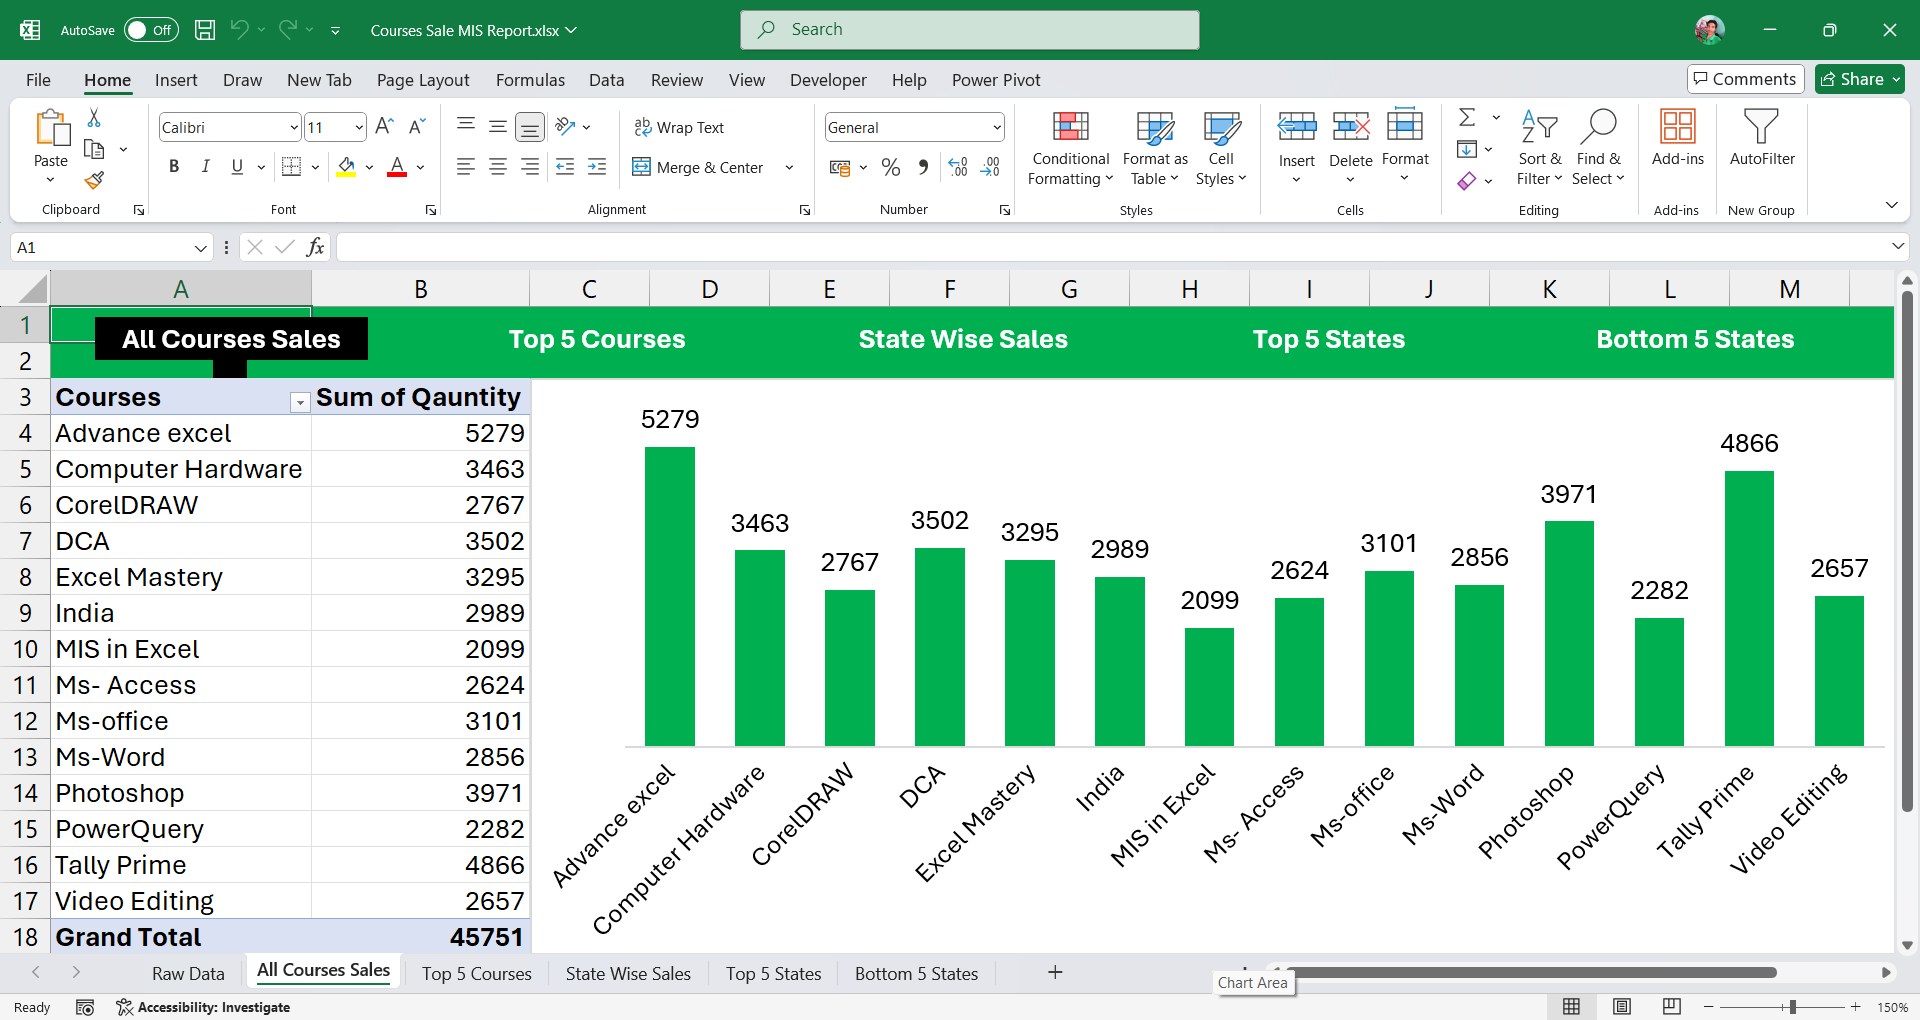 AutoSave Off Courses Sale MIS Report.xlsx Search
File Home Insert Draw New Tab Page Layout Formulas Data Review View Developer Help Power Pivot Comments Share
Paste
Clipboard
Calibri 11
B I U A
Font
ab Wrap Text
Merge & Center
Alignment
General
% 9 .00 .00
Number
Conditional Formatting
Format as Table
Cell Styles
Styles
Insert Delete Format
Cells
Sort & Filter
Find & Select
Editing
Add-ins
Add-ins
AutoFilter
New Group
A1 fx
A B C D E F G H I J K L M
1
2
All Courses Sales Top 5 Courses State Wise Sales Top 5 States Bottom 5 States
3 Courses Sum of Qauntity
4 Advance excel 5279
5 Computer Hardware 3463
6 CorelDRAW 2767
7 DCA 3502
8 Excel Mastery 3295
9 India 2989
10 MIS in Excel 2099
11 Ms- Access 2624
12 Ms-office 3101
13 Ms-Word 2856
14 Photoshop 3971
15 PowerQuery 2282
16 Tally Prime 4866
17 Video Editing 2657
18 Grand Total 45751
5279 3463 2767 3502 3295 2989 2099 2624 3101 2856 3971 2282 4866 2657
Advance excel
Computer Hardware
CorelDRAW
DCA
Excel Mastery
India
MIS in Excel
Ms- Access
Ms-office
Ms-Word
Photoshop
PowerQuery
Tally Prime
Video Editing
Raw Data All Courses Sales Top 5 Courses State Wise Sales Top 5 States Bottom 5 States
Chart Area
Ready Accessibility: Investigate 150%